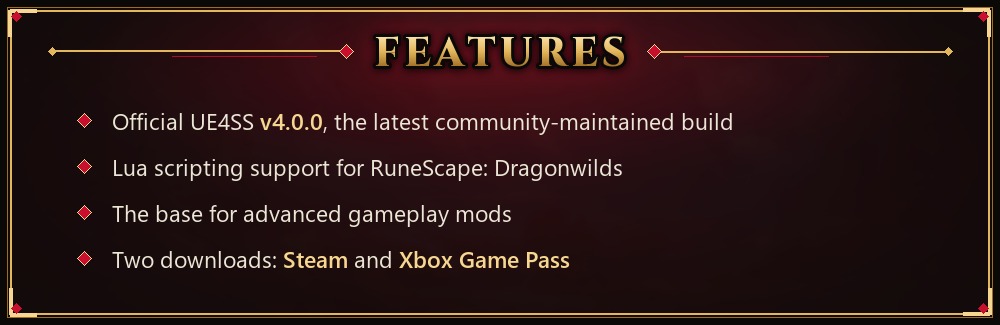 FEATURES
Official UE4SS v4.0.0, the latest community-maintained build
Lua scripting support for RuneScape: Dragonwilds
The base for advanced gameplay mods
Two downloads: Steam and Xbox Game Pass